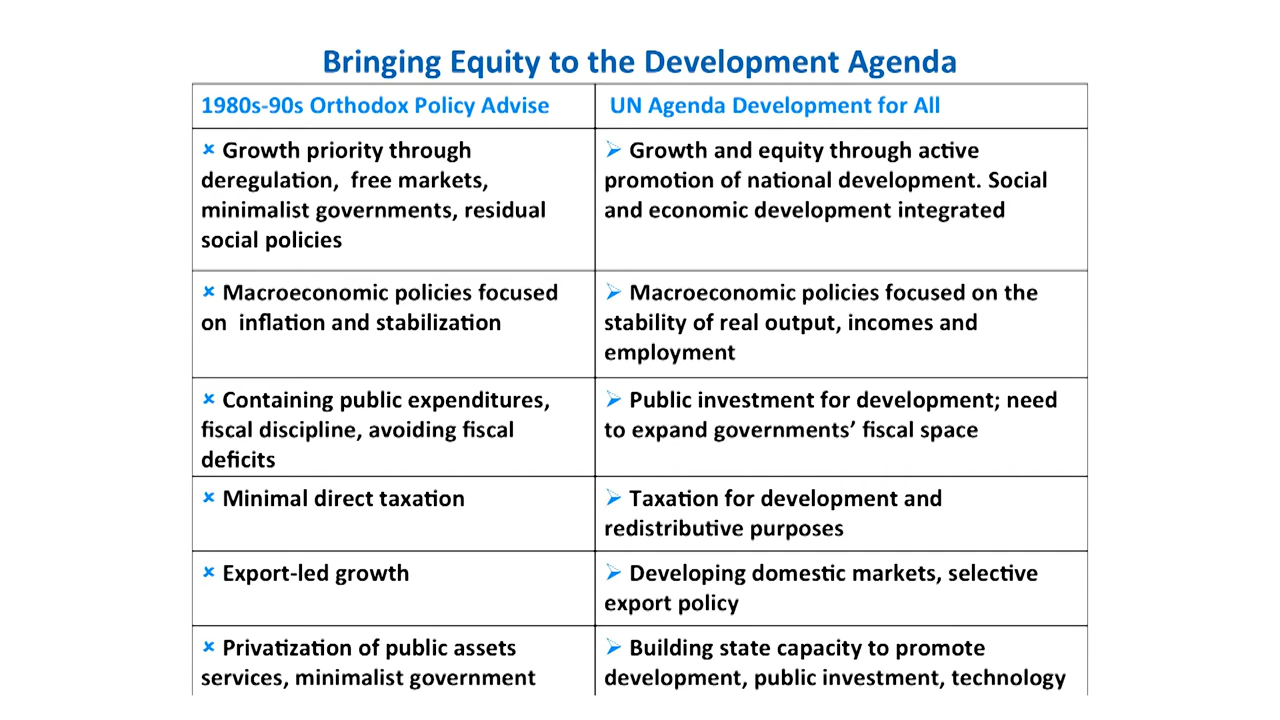 Bringing Equity to the Development Agenda
1980s-90s Orthodox Policy Advise
UN Agenda Development for All
× Growth priority through
deregulation,  free markets,
minimalist governments, residual
social policies
➢ Growth and equity through active
promotion of national development. Social
and economic development integrated
× Macroeconomic policies focused
on  inflation and stabilization
➢ Macroeconomic policies focused on the
stability of real output, incomes and
employment
× Containing public expenditures,
fiscal discipline, avoiding fiscal
deficits
➢ Public investment for development; need
to expand governments’ fiscal space
× Minimal direct taxation
➢ Taxation for development and
redistributive purposes
× Export-led growth
➢ Developing domestic markets, selective
export policy
× Privatization of public assets
services, minimalist government
➢ Building state capacity to promote
development, public investment, technology